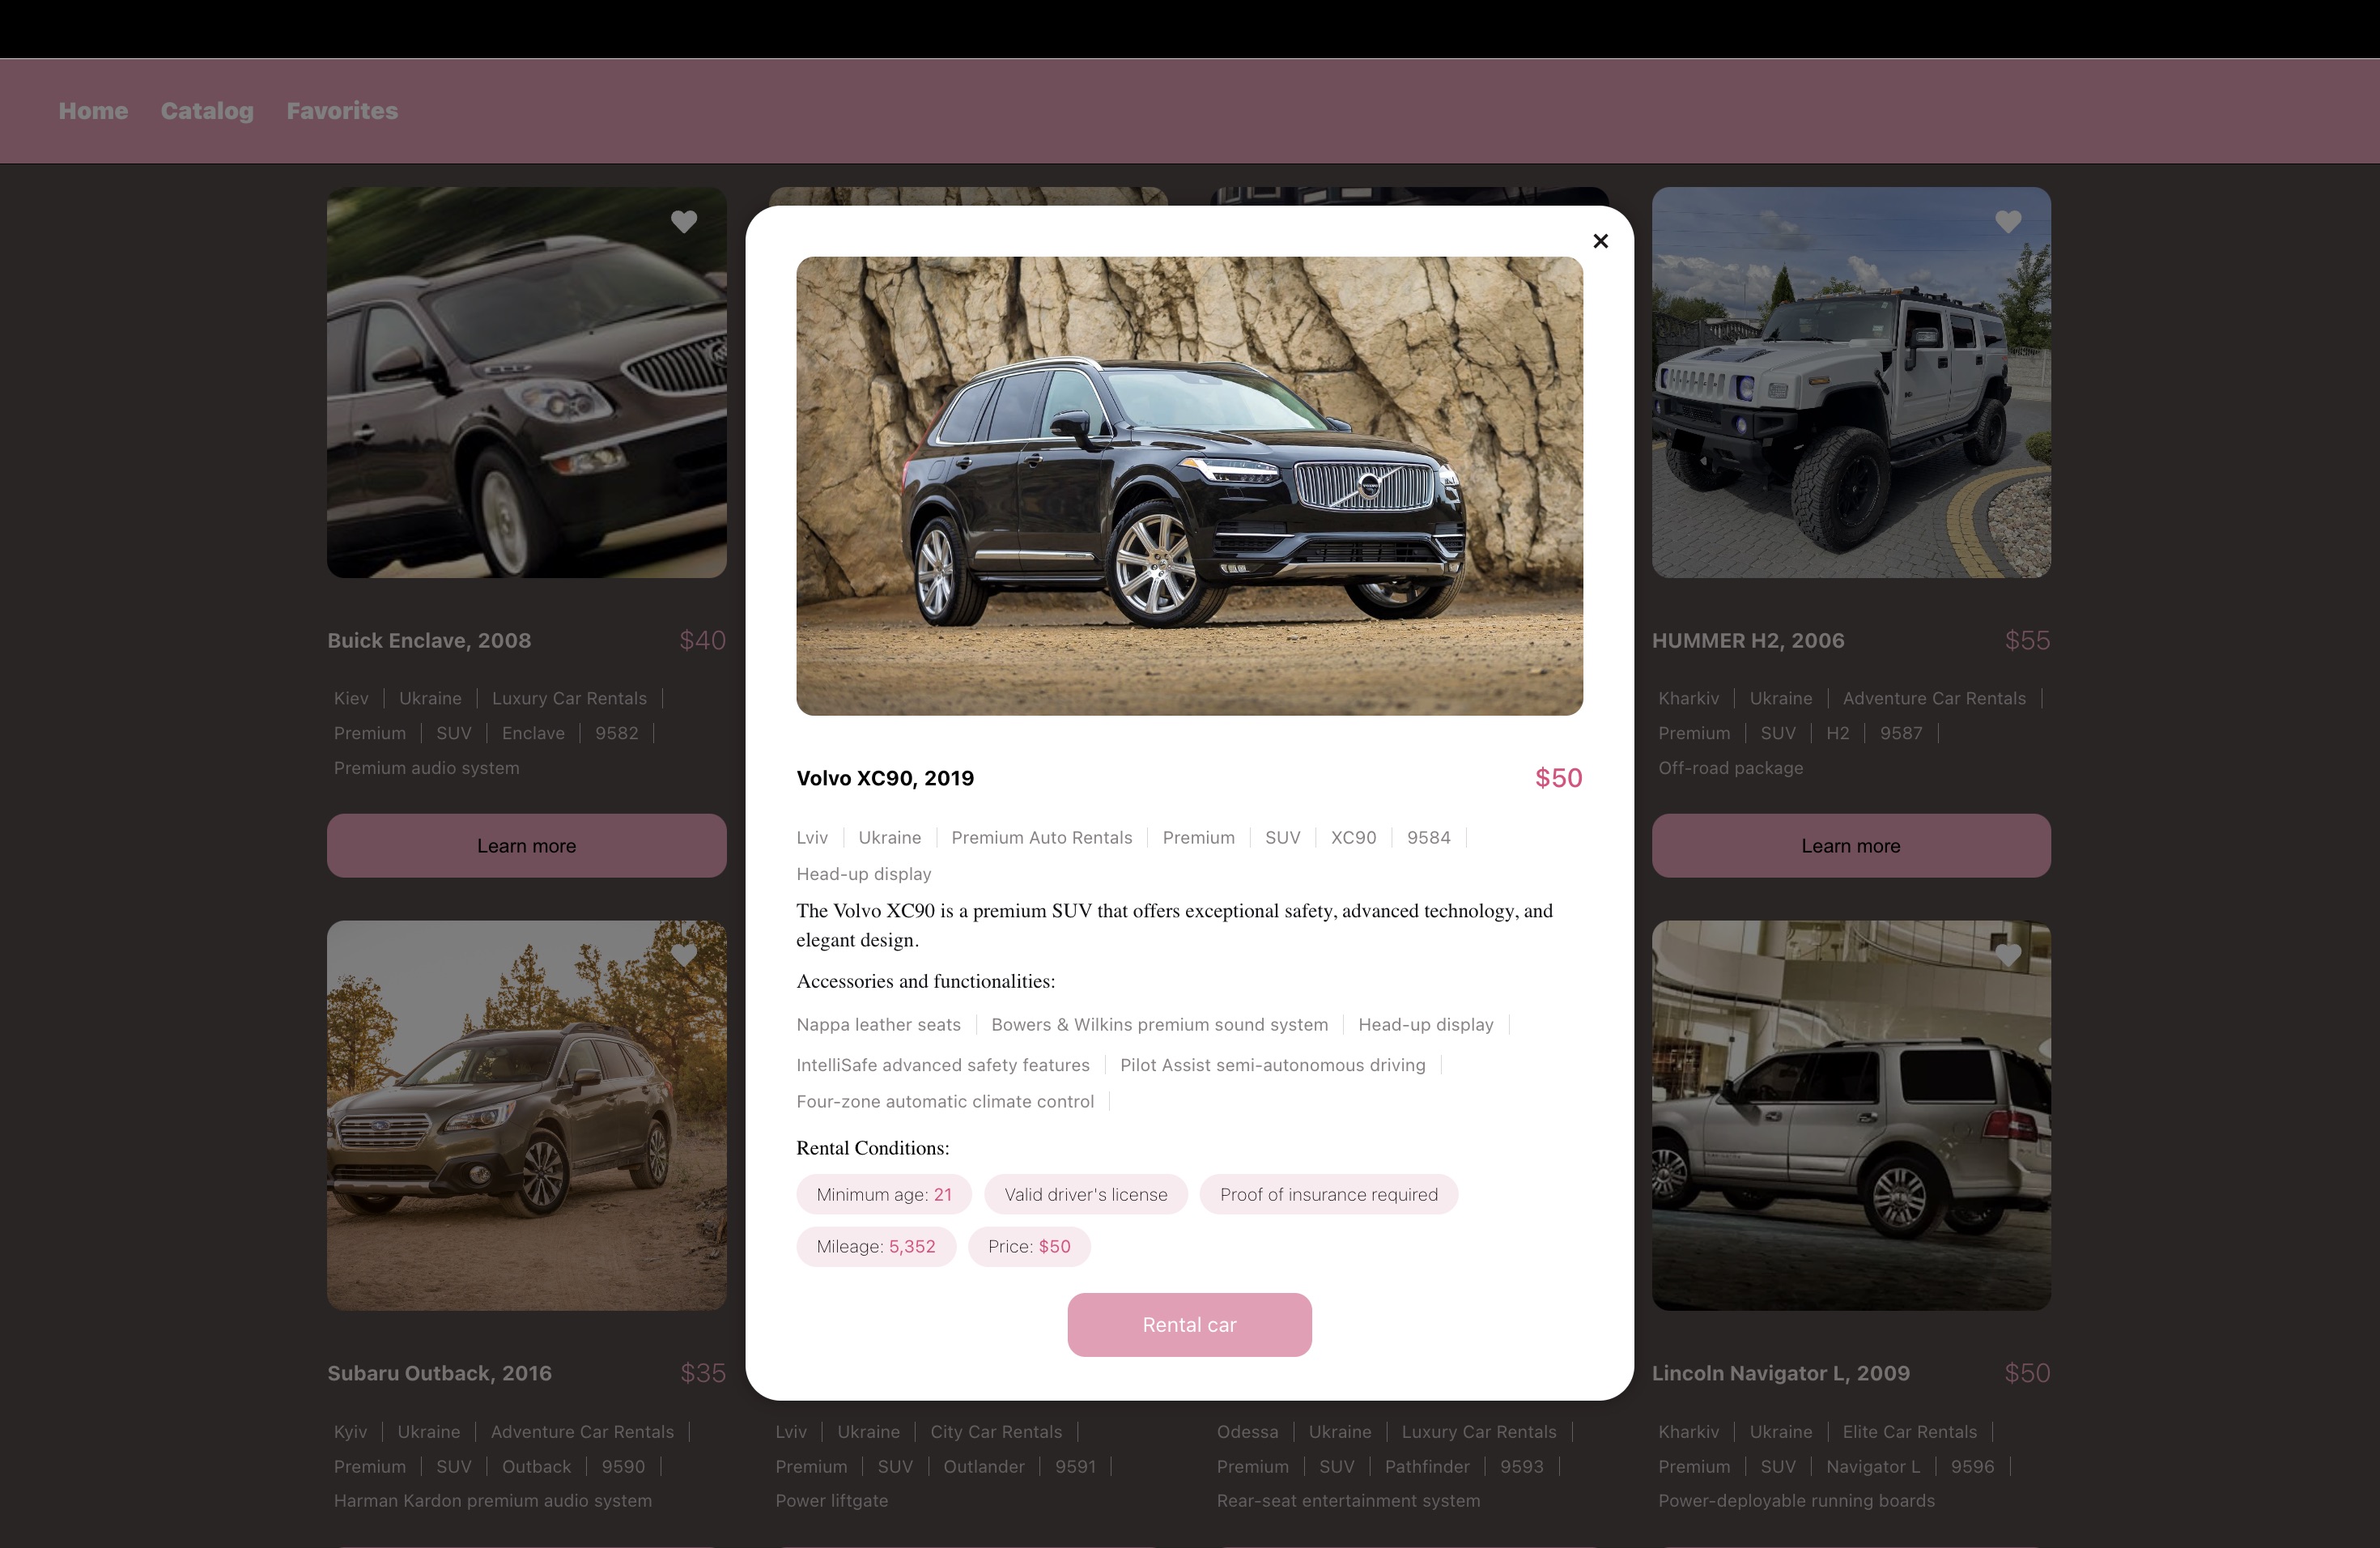 Home Catalog Favorites
Buick Enclave, 2008 $40
Kiev | Ukraine | Luxury Car Rentals |
Premium | SUV | Enclave | 9582 |
Premium audio system
Learn more
Subaru Outback, 2016 $35
Kyiv | Ukraine | Adventure Car Rentals |
Premium | SUV | Outback | 9590 |
Harman Kardon premium audio system
×
Volvo XC90, 2019 $50
Lviv | Ukraine | Premium Auto Rentals | Premium | SUV | XC90 | 9584 |
Head-up display
The Volvo XC90 is a premium SUV that offers exceptional safety, advanced technology, and
elegant design.
Accessories and functionalities:
Nappa leather seats | Bowers & Wilkins premium sound system | Head-up display |
IntelliSafe advanced safety features | Pilot Assist semi-autonomous driving |
Four-zone automatic climate control |
Rental Conditions:
Minimum age: 21 Valid driver's license Proof of insurance required
Mileage: 5,352 Price: $50
Rental car
Lviv | Ukraine | City Car Rentals |
Premium | SUV | Outlander | 9591 |
Power liftgate
Odessa | Ukraine | Luxury Car Rentals |
Premium | SUV | Pathfinder | 9593 |
Rear-seat entertainment system
HUMMER H2, 2006 $55
Kharkiv | Ukraine | Adventure Car Rentals |
Premium | SUV | H2 | 9587 |
Off-road package
Learn more
Lincoln Navigator L, 2009 $50
Kharkiv | Ukraine | Elite Car Rentals |
Premium | SUV | Navigator L | 9596 |
Power-deployable running boards